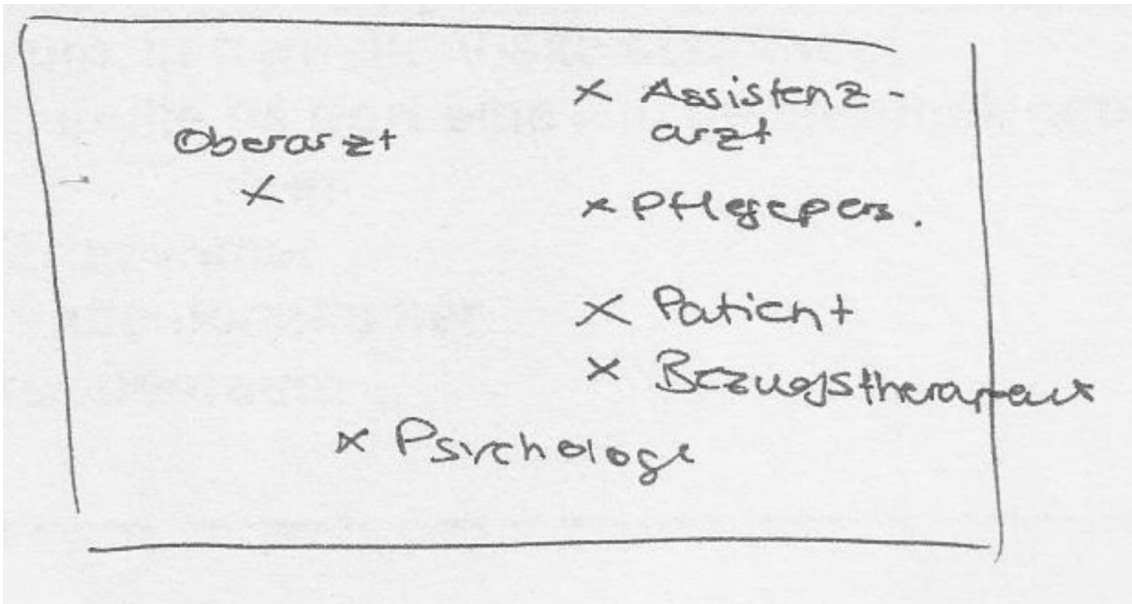 Oberarzt
X
X Assistenz-
arzt
X Pflegepers.
X Patient
X Bezugstherapeut
X Psychologe